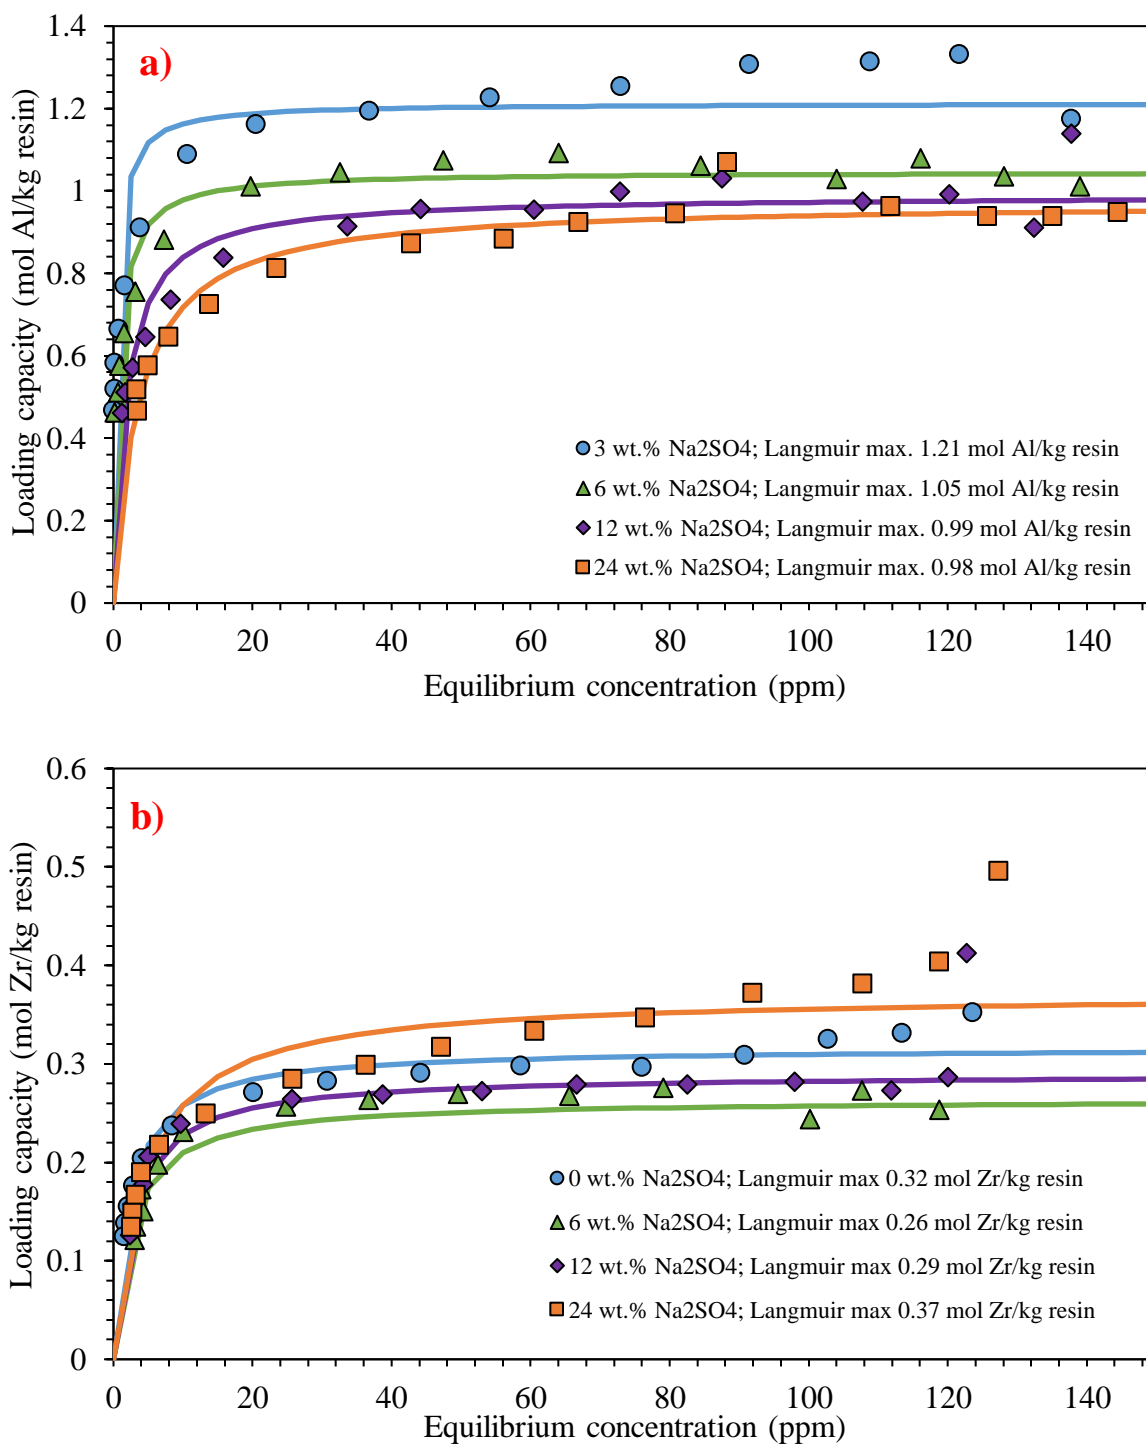 a)
Loading capacity (mol Al/kg resin)
1.4
1.2
1
0.8
0.6
0.4
0.2
0
3 wt.% Na2SO4; Langmuir max. 1.21 mol Al/kg resin
6 wt.% Na2SO4; Langmuir max. 1.05 mol Al/kg resin
12 wt.% Na2SO4; Langmuir max. 0.99 mol Al/kg resin
24 wt.% Na2SO4; Langmuir max. 0.98 mol Al/kg resin
0 20 40 60 80 100 120 140
Equilibrium concentration (ppm)
b)
Loading capacity (mol Zr/kg resin)
0.6
0.5
0.4
0.3
0.2
0.1
0
0 wt.% Na2SO4; Langmuir max 0.32 mol Zr/kg resin
6 wt.% Na2SO4; Langmuir max 0.26 mol Zr/kg resin
12 wt.% Na2SO4; Langmuir max 0.29 mol Zr/kg resin
24 wt.% Na2SO4; Langmuir max 0.37 mol Zr/kg resin
0 20 40 60 80 100 120 140
Equilibrium concentration (ppm)